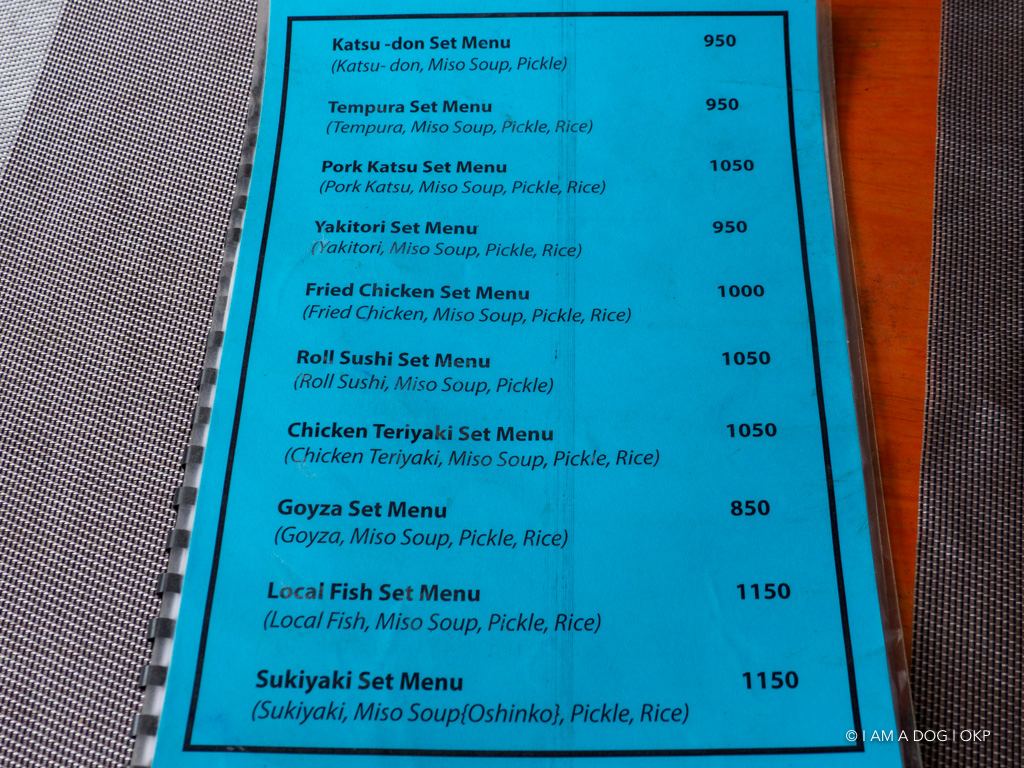 Katsu -don Set Menu 950
(Katsu- don, Miso Soup, Pickle)
Tempura Set Menu 950
(Tempura, Miso Soup, Pickle, Rice)
Pork Katsu Set Menu 1050
(Pork Katsu, Miso Soup, Pickle, Rice)
Yakitori Set Menu 950
(Yakitori, Miso Soup, Pickle, Rice)
Fried Chicken Set Menu 1000
(Fried Chicken, Miso Soup, Pickle, Rice)
Roll Sushi Set Menu 1050
(Roll Sushi, Miso Soup, Pickle)
Chicken Teriyaki Set Menu 1050
(Chicken Teriyaki, Miso Soup, Pickle, Rice)
Goyza Set Menu 850
(Goyza, Miso Soup, Pickle, Rice)
Local Fish Set Menu 1150
(Local Fish, Miso Soup, Pickle, Rice)
Sukiyaki Set Menu 1150
(Sukiyaki, Miso Soup{Oshinko}, Pickle, Rice)
© I AM A DOG | OKP